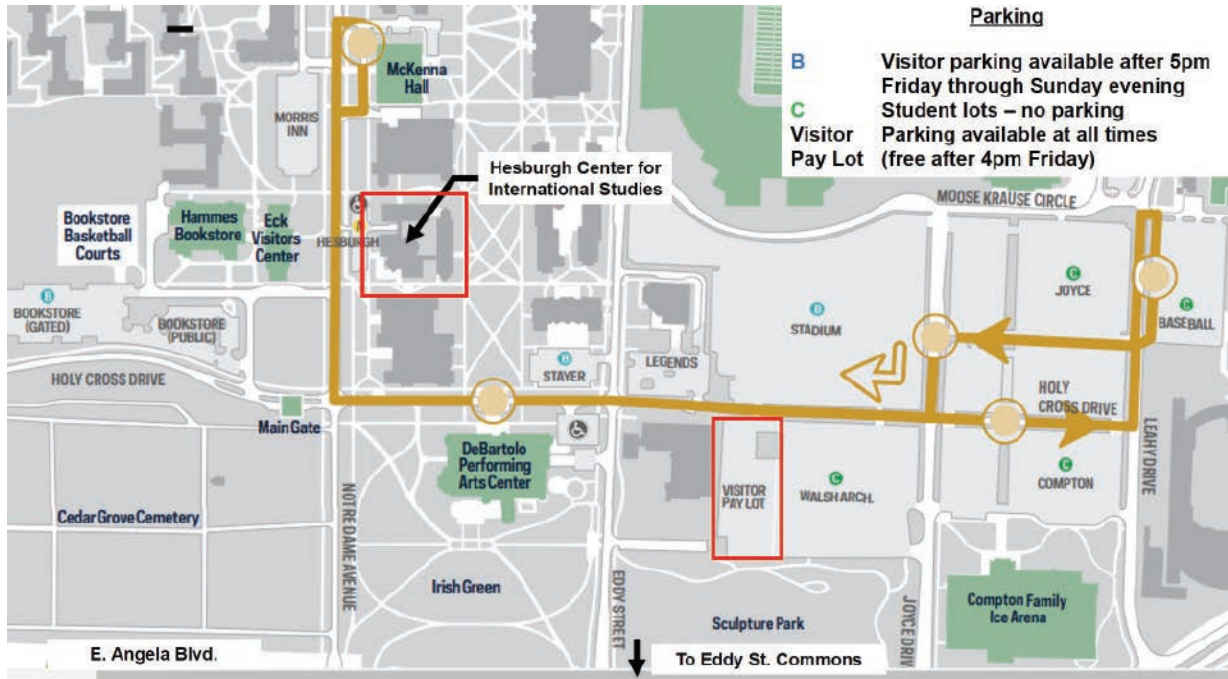 Parking
B Visitor parking available after 5pm
Friday through Sunday evening
C Student lots – no parking
Visitor Parking available at all times
Pay Lot (free after 4pm Friday)
McKenna
Hall
MORRIS
INN
Hesburgh Center for
International Studies
MOOSE KRAUSE CIRCLE
Bookstore
Basketball
Courts
Hammes
Bookstore
Eck
Visitors
Center
HESBURGH
C
JOYCE
B
BOOKSTORE
(GATED)
BOOKSTORE
(PUBLIC)
B
STADIUM
C
BASEBALL
B
STAYER
LEGENDS
HOLY CROSS DRIVE
HOLY
CROSS DRIVE
Main Gate
DeBartolo
Performing
Arts Center
VISITOR
PAY LOT
C
WALSH ARCH.
C
COMPTON
LEAHY DRIVE
Cedar Grove Cemetery
NOTRE DAME AVENUE
Irish Green
EDDY STREET
Sculpture Park
JOYCE DRIV
Compton Family
Ice Arena
E. Angela Blvd.
To Eddy St. Commons